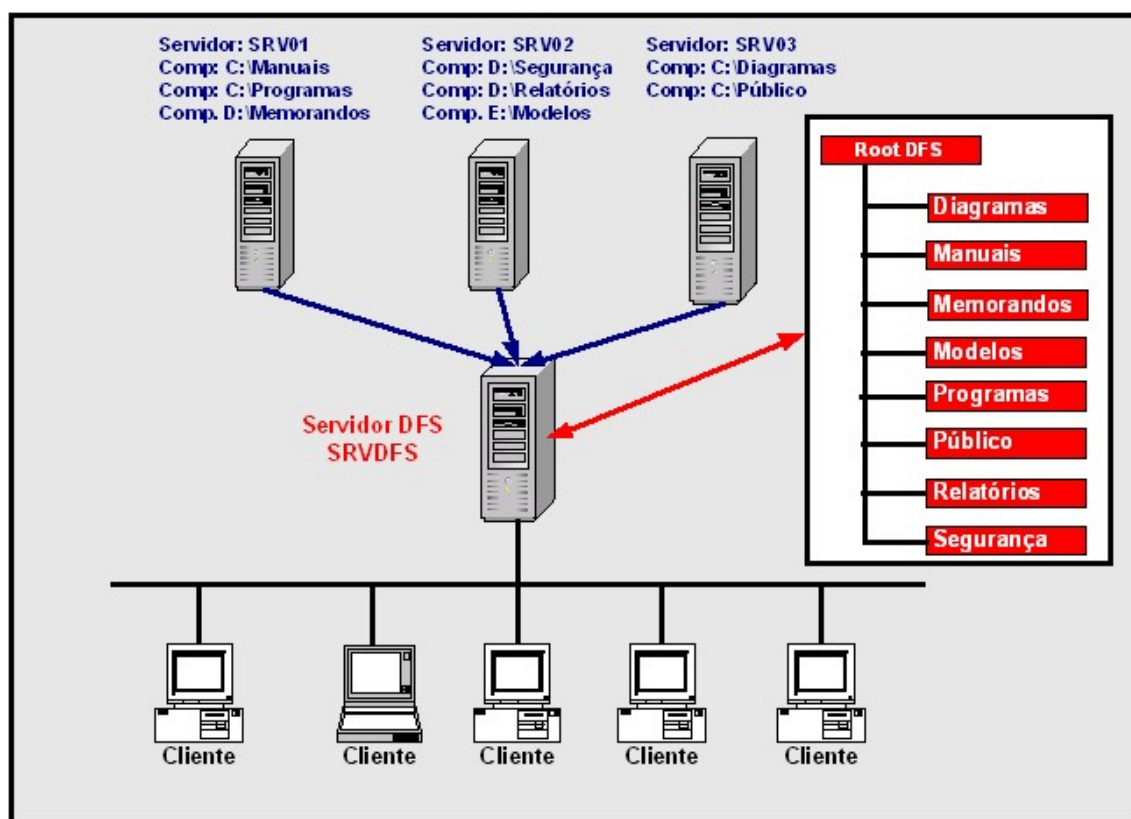 Servidor: SRV01
Comp: C:\Manuais
Comp: C:\Programas
Comp. D:\Memorandos
Servidor: SRV02
Comp: D:\Segurança
Comp: D:\Relatórios
Comp. E:\Modelos
Servidor: SRV03
Comp: C:\Diagramas
Comp: C:\Público
Root DFS
Diagramas
Manuais
Memorandos
Modelos
Programas
Público
Relatórios
Segurança
Servidor DFS
SRVDFS
Cliente
Cliente
Cliente
Cliente
Cliente